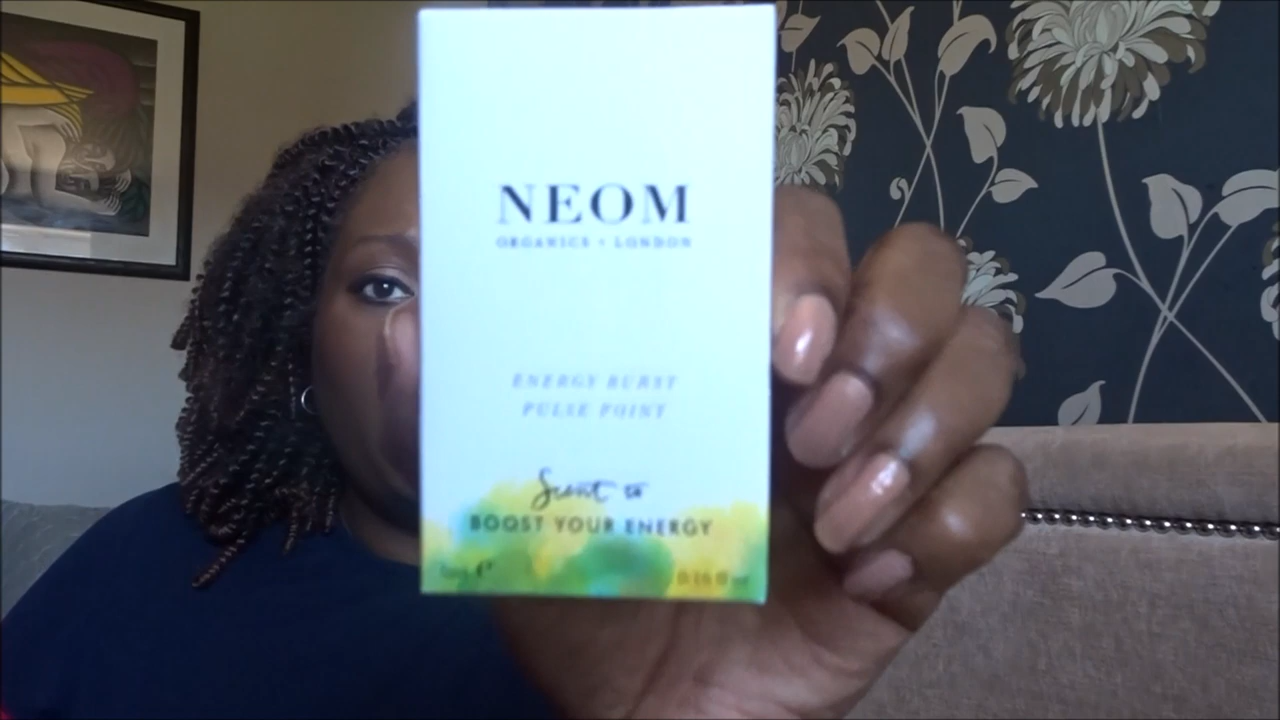 NEOM
ORGANICS • LONDON
ENERGY BURST
PULSE POINT
Scent to
BOOST YOUR ENERGY